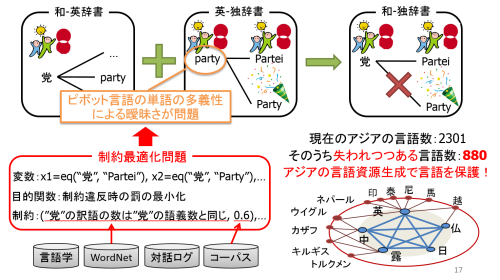 和-英辞書
英-独辞書
和-独辞書
党
…
party
party
Partei
Party
党
Partei
Party
ピボット言語の単語の多義性
による曖昧さが問題
制約最適化問題
変数：x1=eq(“党”, “Partei”), x2=eq(“党”, “Party”),…
目的関数：制約違反時の罰の最小化
制約：(”党”の訳語の数は”党”の語義数と同じ, 0.6),…
言語学
WordNet
対話ログ
コーパス
現在のアジアの言語数：2301
そのうち失われつつある言語数：880
アジアの言語資源生成で言語を保護！
ネパール
印
泰
尼
馬
越
ウイグル
英
カザフ
中
仏
キルギス
露
日
トルクメン
17